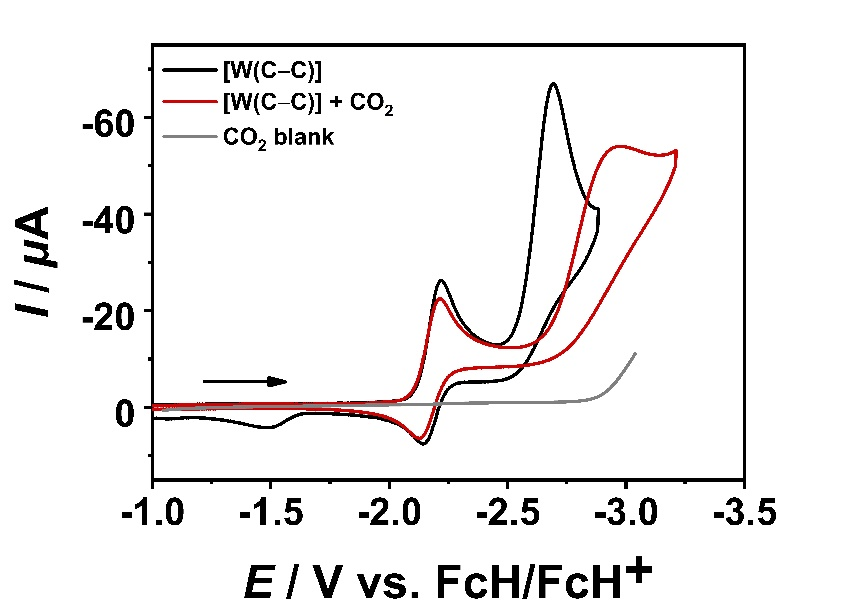 [W(C–C)]
[W(C–C)] + CO₂
CO₂ blank
-60
-40
-20
0
I / µA
-1.0 -1.5 -2.0 -2.5 -3.0 -3.5
E / V vs. FcH/FcH⁺